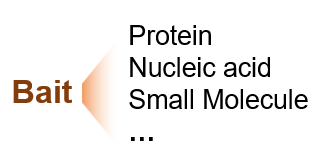 Protein
Nucleic acid
Bait
Small Molecule
...